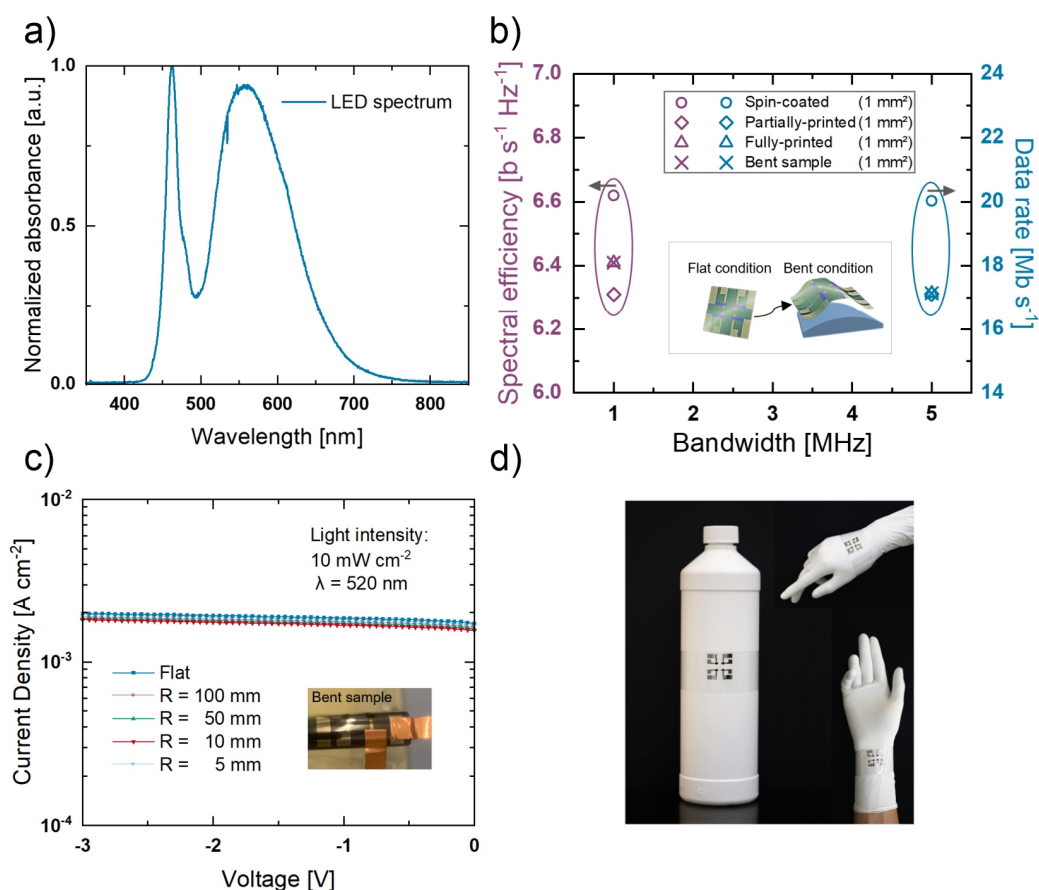 a)
Normalized absorbance [a.u.]
1.0
0.5
0.0
LED spectrum
400 500 600 700 800
Wavelength [nm]
b)
Spectral efficiency [b s⁻¹ Hz⁻¹]
7.0
6.8
6.6
6.4
6.2
6.0
Spin-coated (1 mm²)
Partially-printed (1 mm²)
Fully-printed (1 mm²)
Bent sample (1 mm²)
Flat condition Bent condition
24
22
20
18
16
14
Data rate [Mb s⁻¹]
1 2 3 4 5
Bandwidth [MHz]
c)
Current Density [A cm⁻²]
10⁻²
10⁻³
10⁻⁴
Light intensity:
10 mW cm⁻²
λ = 520 nm
Flat
R = 100 mm
R = 50 mm
R = 10 mm
R = 5 mm
Bent sample
-3 -2 -1 0
Voltage [V]
d)